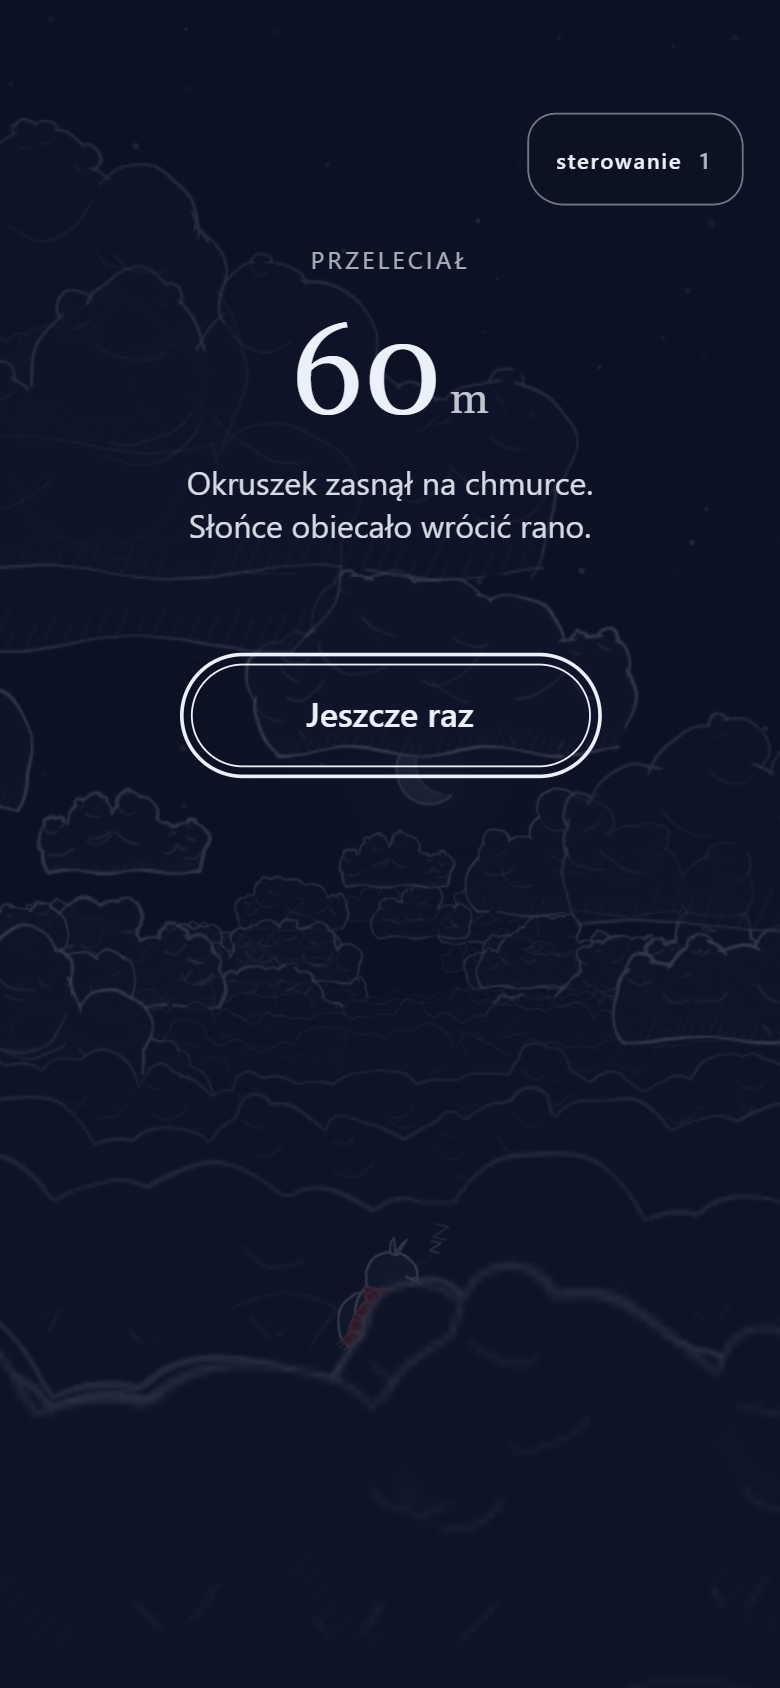 sterowanie 1
PRZELECIAŁ
60 m
Okruszek zasnął na chmurce.
Słońce obiecało wrócić rano.
Jeszcze raz
z z